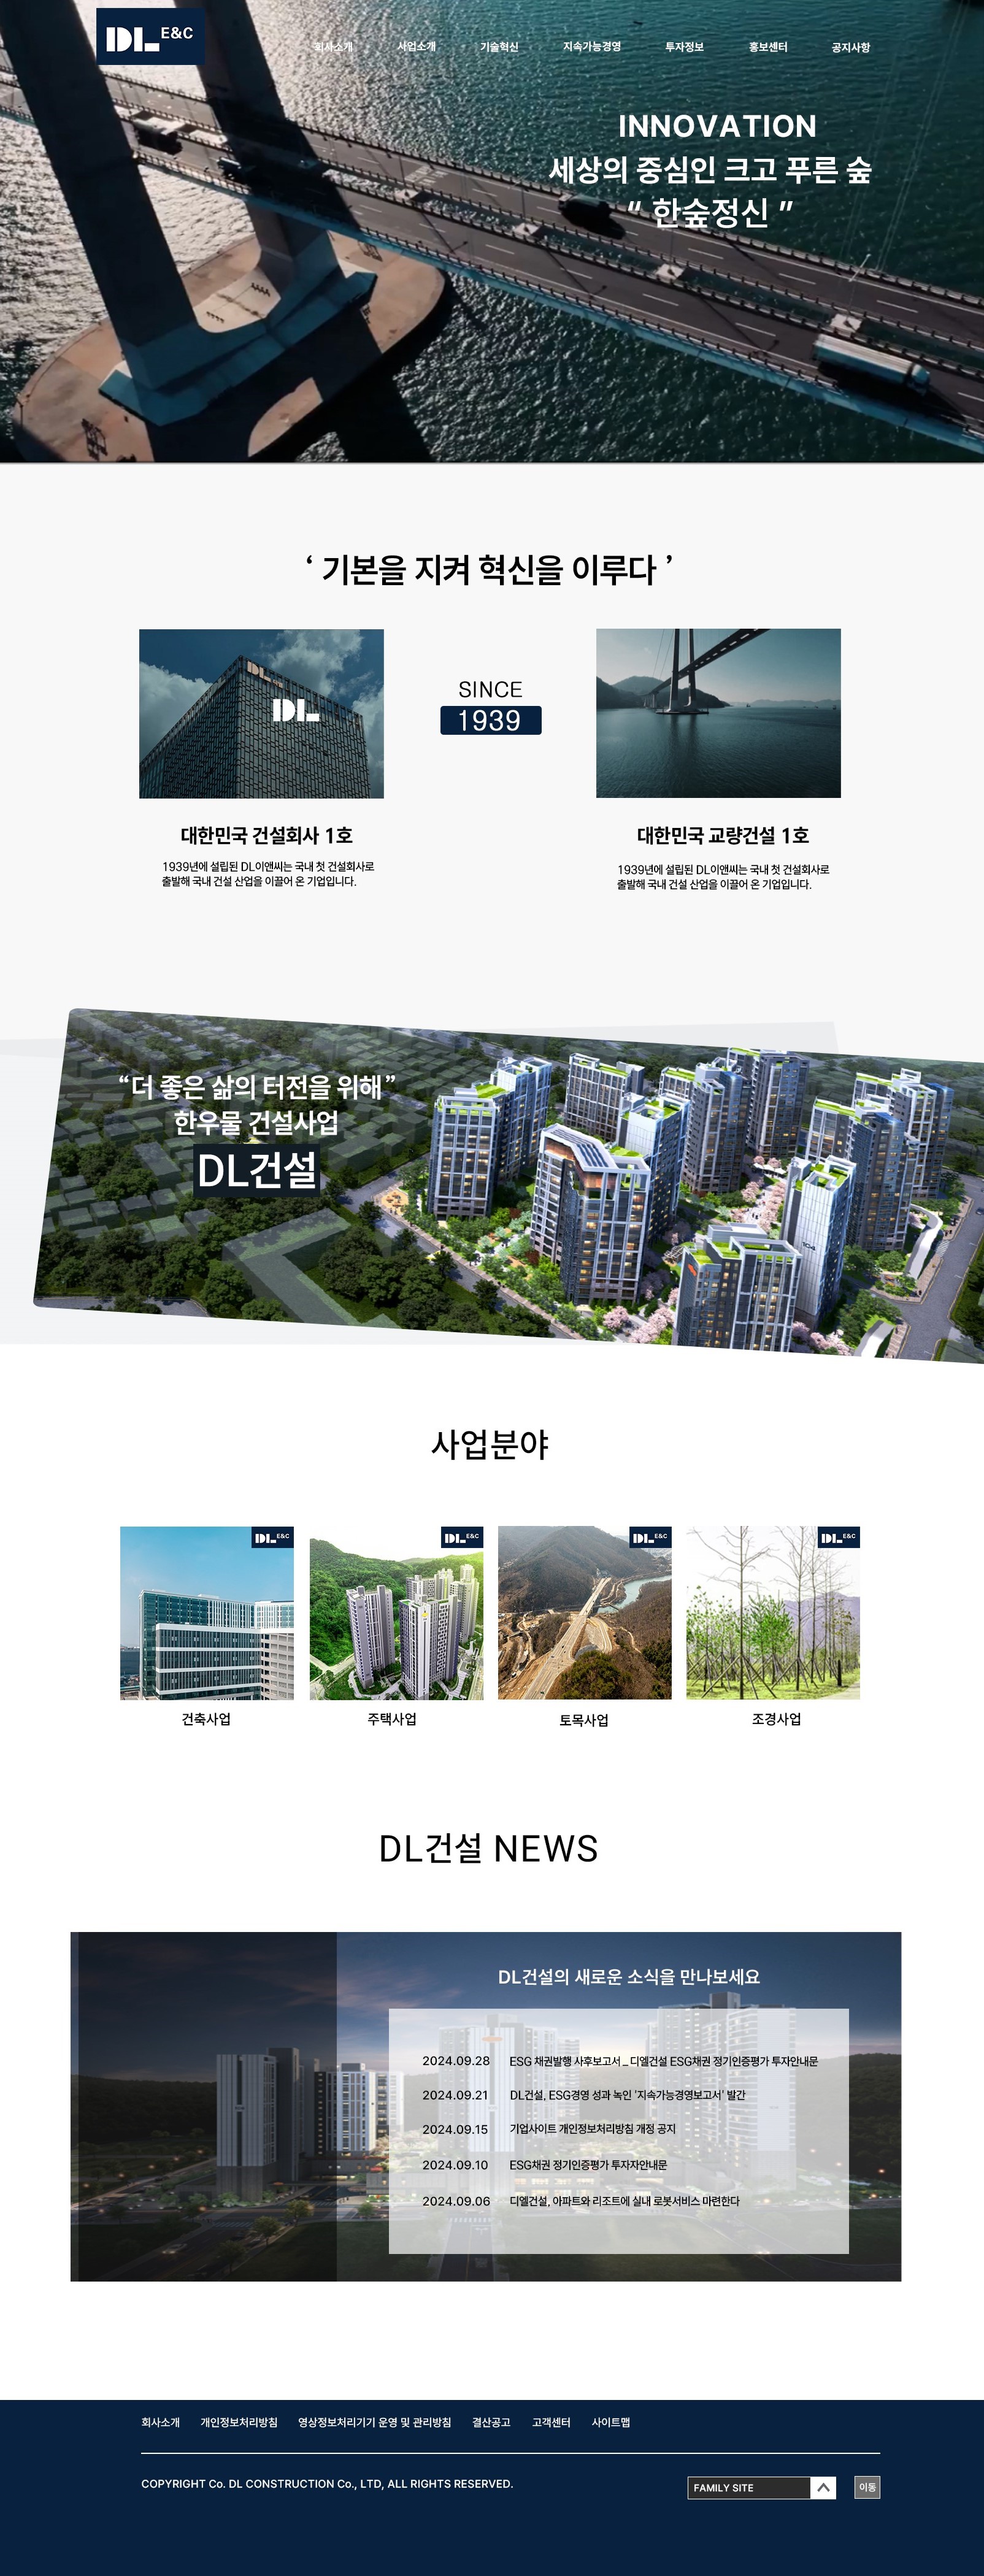 DL E&C
회사소개 사업소개 기술혁신 지속가능경영 투자정보 홍보센터 공지사항
INNOVATION
세상의 중심인 크고 푸른 숲
“ 한숲정신 ”
‘ 기본을 지켜 혁신을 이루다 ’
DL
DL
SINCE
1939
대한민국 건설회사 1호
1939년에 설립된 DL이앤씨는 국내 첫 건설회사로
출발해 국내 건설 산업을 이끌어 온 기업입니다.
대한민국 교량건설 1호
1939년에 설립된 DL이앤씨는 국내 첫 건설회사로
출발해 국내 건설 산업을 이끌어 온 기업입니다.
“더 좋은 삶의 터전을 위해”
한우물 건설사업
DL건설
사업분야
DL E&C
DL E&C
DL E&C
DL E&C
건축사업
주택사업
토목사업
조경사업
DL건설 NEWS
DL건설의 새로운 소식을 만나보세요
2024.09.28 ESG 채권발행 사후보고서_디엘건설 ESG채권 정기인증평가 투자안내문
2024.09.21 DL건설, ESG경영 성과 녹인 '지속가능경영보고서' 발간
2024.09.15 기업사이트 개인정보처리방침 개정 공지
2024.09.10 ESG채권 정기인증평가 투자자안내문
2024.09.06 디엘건설, 아파트와 리조트에 실내 로봇서비스 마련한다
회사소개 개인정보처리방침 영상정보처리기기 운영 및 관리방침 결산공고 고객센터 사이트맵
COPYRIGHT Co. DL CONSTRUCTION Co., LTD, ALL RIGHTS RESERVED.
FAMILY SITE
이동